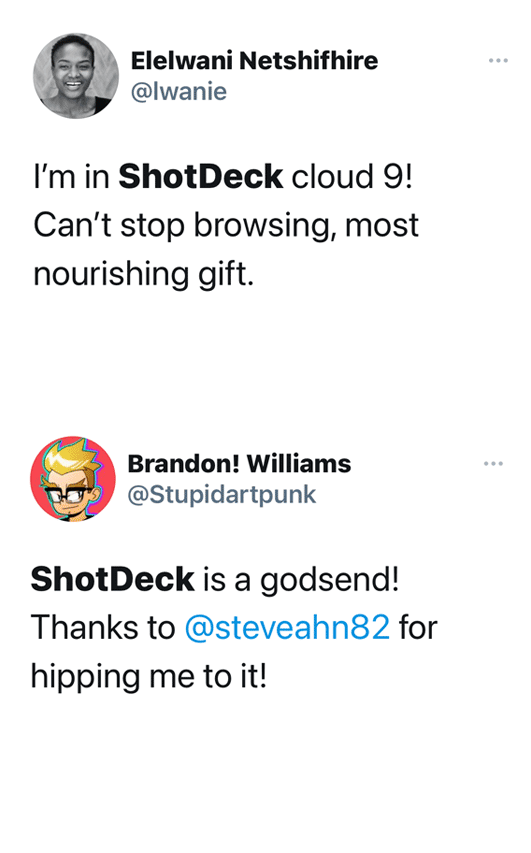 Elelwani Netshifhire
@lwanie
I’m in ShotDeck cloud 9!
Can’t stop browsing, most
nourishing gift.
Brandon! Williams
@Stupidartpunk
ShotDeck is a godsend!
Thanks to @steveahn82 for
hipping me to it!